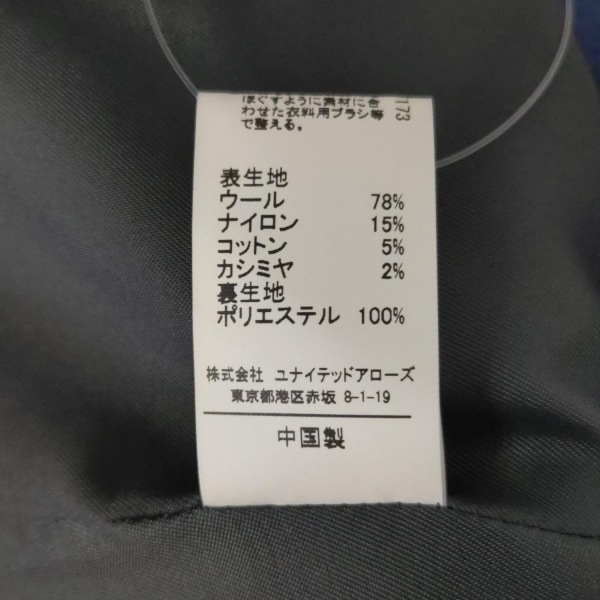 ほぐすように素材に合
わせた衣料用ブラシ等
で整える。
173
表生地
ウール 78%
ナイロン 15%
コットン 5%
カシミヤ 2%
裏生地
ポリエステル 100%
株式会社 ユナイテッドアローズ
東京都港区赤坂 8-1-19
中国製